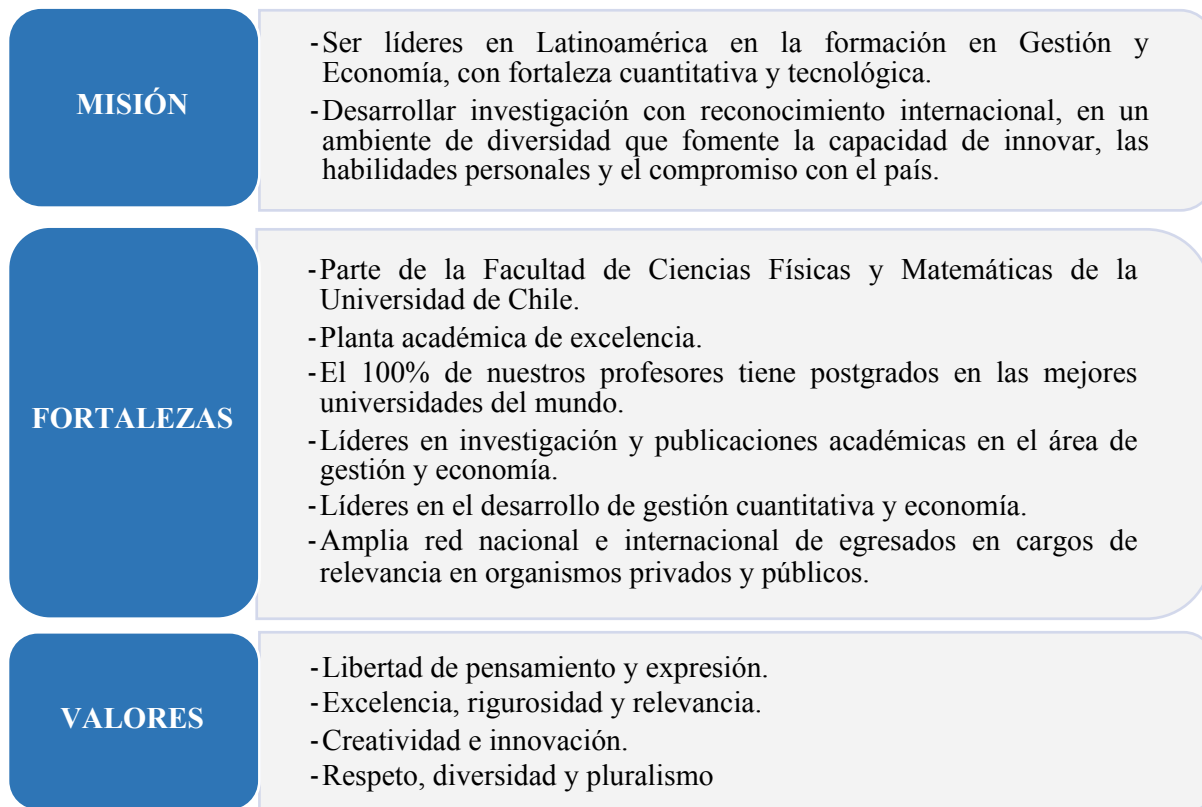 MISIÓN
-Ser líderes en Latinoamérica en la formación en Gestión y
Economía, con fortaleza cuantitativa y tecnológica.
-Desarrollar investigación con reconocimiento internacional, en un
ambiente de diversidad que fomente la capacidad de innovar, las
habilidades personales y el compromiso con el país.
FORTALEZAS
-Parte de la Facultad de Ciencias Físicas y Matemáticas de la
Universidad de Chile.
-Planta académica de excelencia.
-El 100% de nuestros profesores tiene postgrados en las mejores
universidades del mundo.
-Líderes en investigación y publicaciones académicas en el área de
gestión y economía.
-Líderes en el desarrollo de gestión cuantitativa y economía.
-Amplia red nacional e internacional de egresados en cargos de
relevancia en organismos privados y públicos.
VALORES
-Libertad de pensamiento y expresión.
-Excelencia, rigurosidad y relevancia.
-Creatividad e innovación.
-Respeto, diversidad y pluralismo